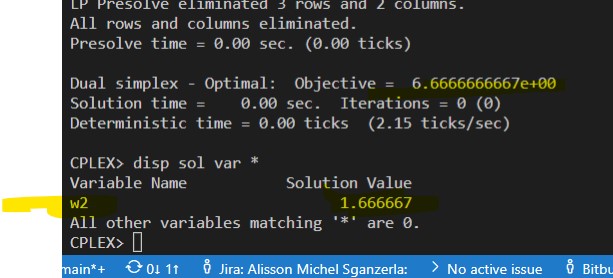 LP Presolve eliminated 3 rows and 2 columns.
All rows and columns eliminated.
Presolve time = 0.00 sec. (0.00 ticks)
Dual simplex - Optimal:  Objective =  6.6666666667e+00
Solution time =    0.00 sec.  Iterations = 0 (0)
Deterministic time = 0.00 ticks  (2.15 ticks/sec)
CPLEX> disp sol var *
Variable Name           Solution Value
w2                            1.666667
All other variables matching '*' are 0.
CPLEX>
main*+ 0↓ 1↑ Jira: Alisson Michel Sganzerla: No active issue Bitbu